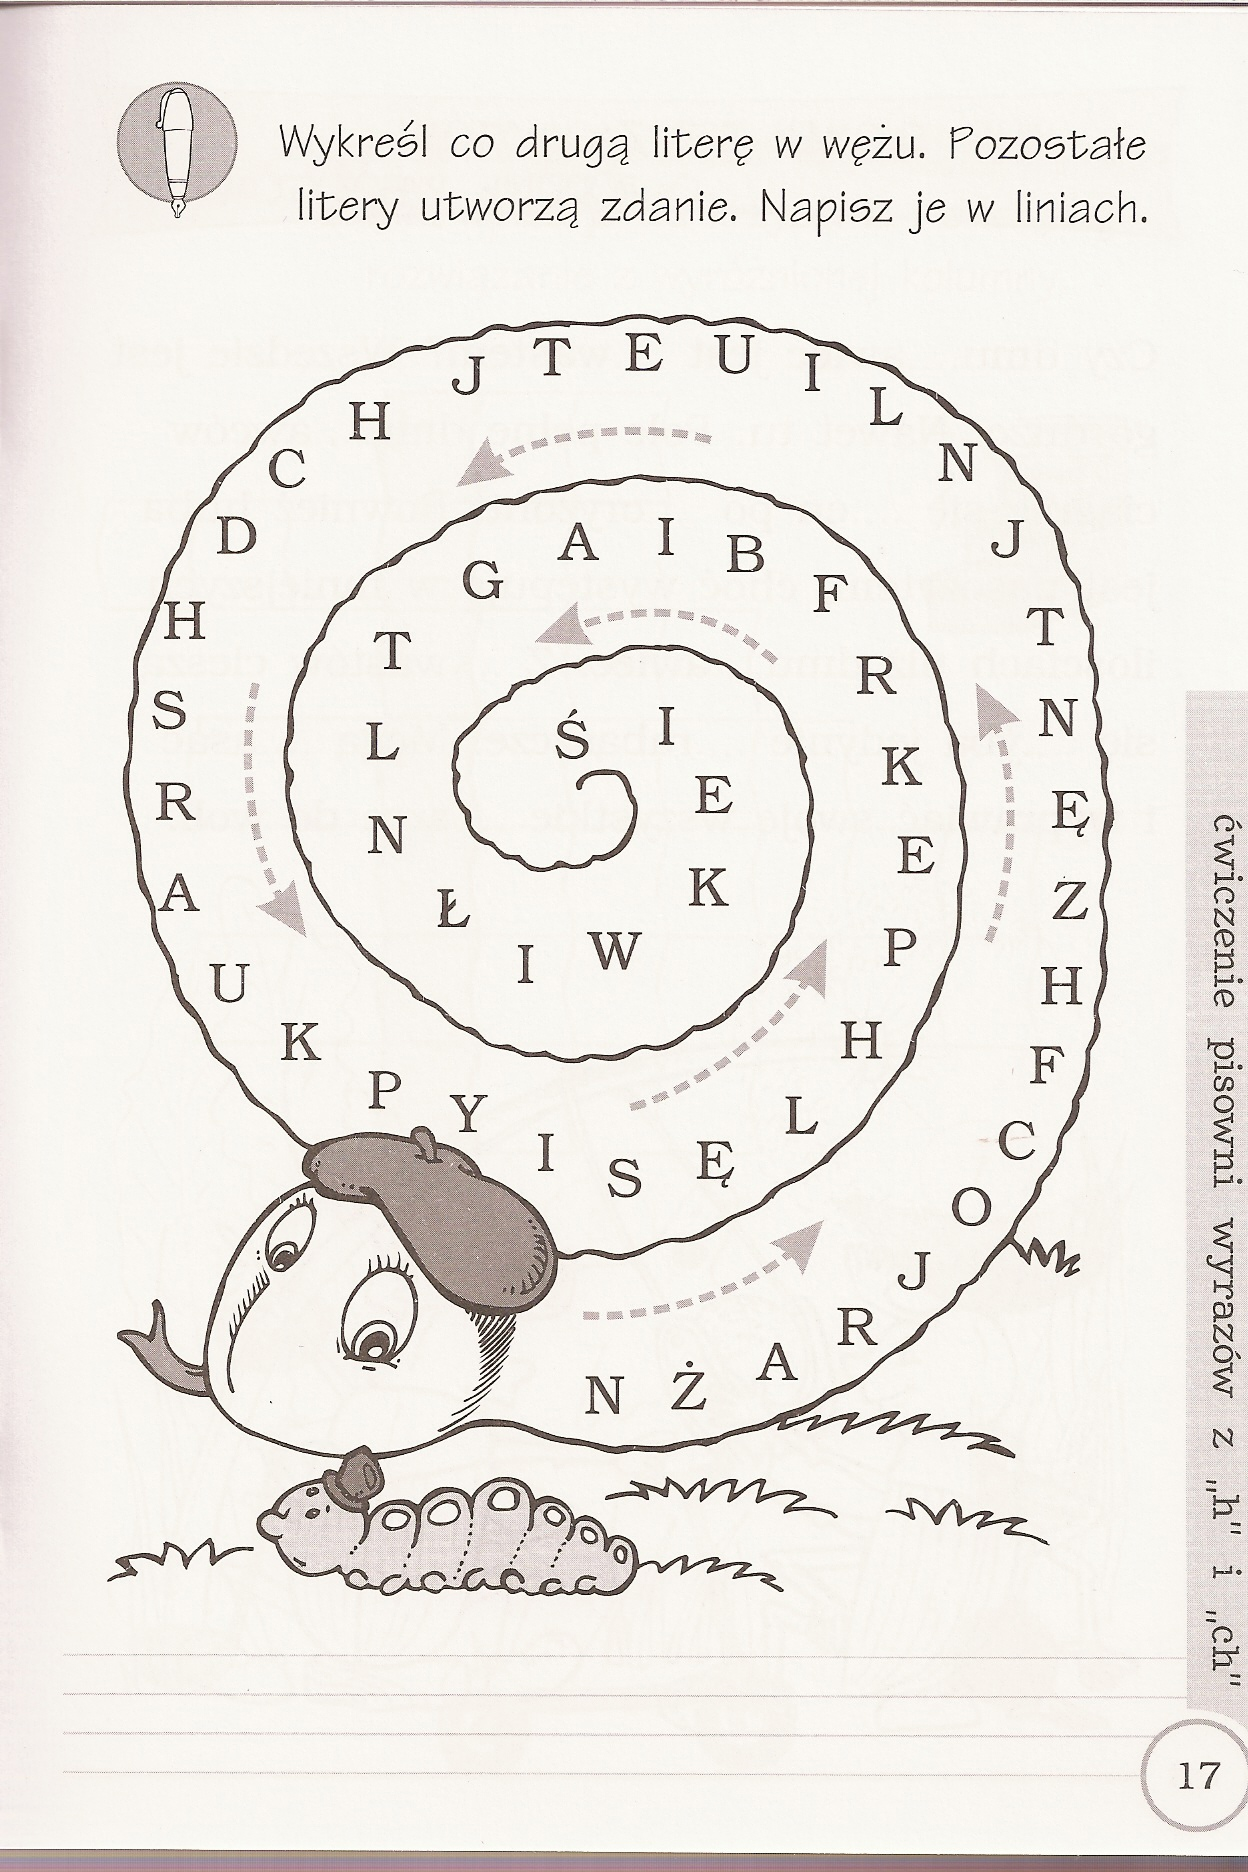 Wykreśl co drugą literę w wężu. Pozostałe
litery utworzą zdanie. Napisz je w liniach.
N Ż A R J O C F H Z Ę N T J N L I U E T J H C D H S R A U K P Y I S Ę L H P E K R F B I A G T L N Ł I W K E I Ś
ćwiczenie pisowni wyrazów z „h" i „ch"
17